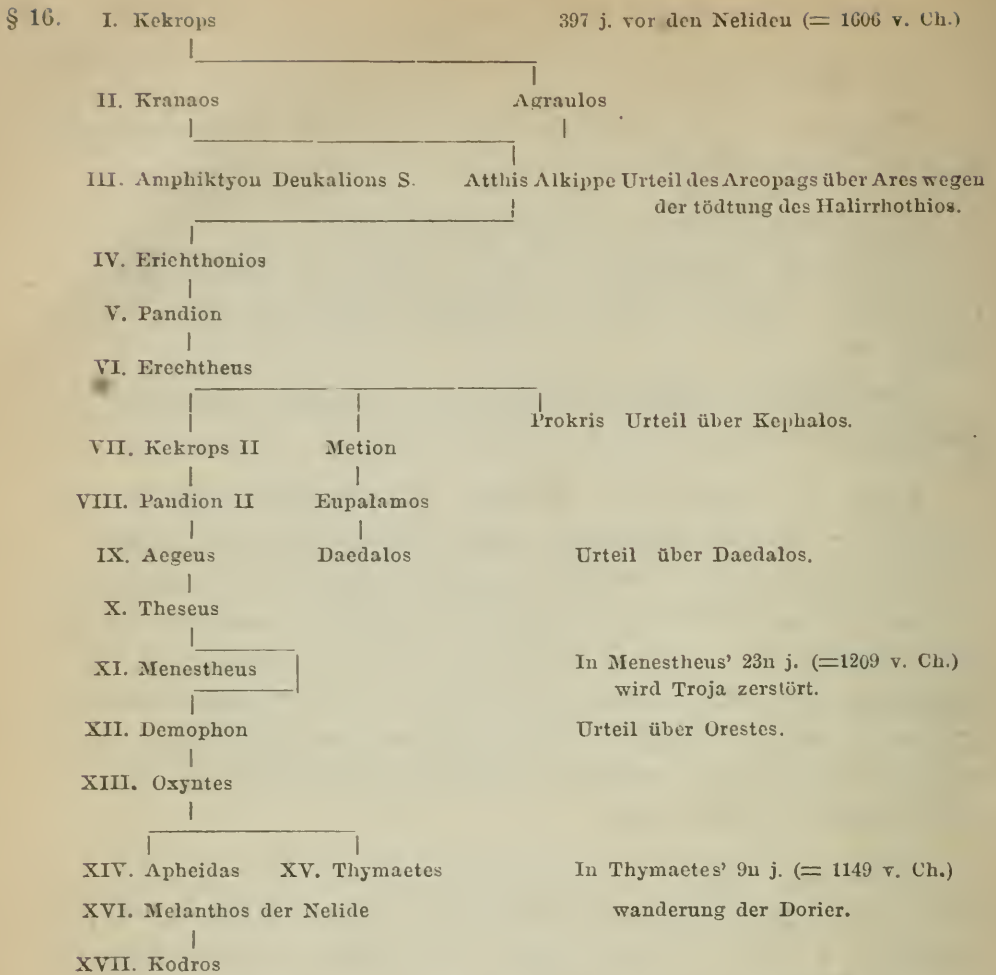 § 16. I. Kekrops 397 j. vor den Neliden (= 1606 v. Ch.)
II. Kranaos Agraulos
III. Amphiktyon Deukalions S. Atthis Alkippe Urteil des Areopags über Ares wegen
der tödtung des Halirrhothios.
IV. Erichthonios
V. Pandion
VI. Erechtheus
Prokris Urteil über Kephalos.
VII. Kekrops II Metion
VIII. Pandion II Eupalamos
IX. Aegeus Daedalos Urteil über Daedalos.
X. Theseus
XI. Menestheus In Menestheus' 23n j. (=1209 v. Ch.)
wird Troja zerstört.
XII. Demophon Urteil über Orestes.
XIII. Oxyntes
XIV. Apheidas XV. Thymaetes In Thymaetes' 9n j. (= 1149 v. Ch.)
XVI. Melanthos der Nelide wanderung der Dorier.
XVII. Kodros